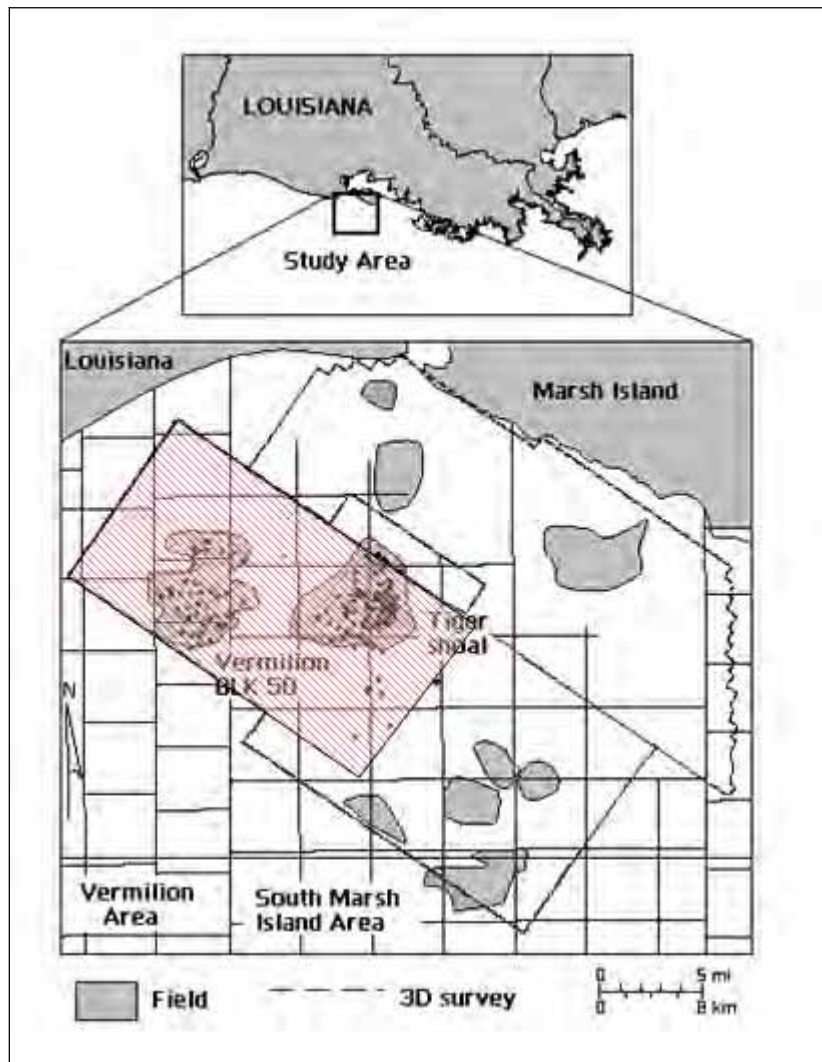 LOUISIANA
Study Area
Louisiana
Marsh Island
Tiger
shoal
Vermilion
BLK 50
N
Vermilion
Area
South Marsh
Island Area
Field
3D survey
0 5 mi
0 8 km